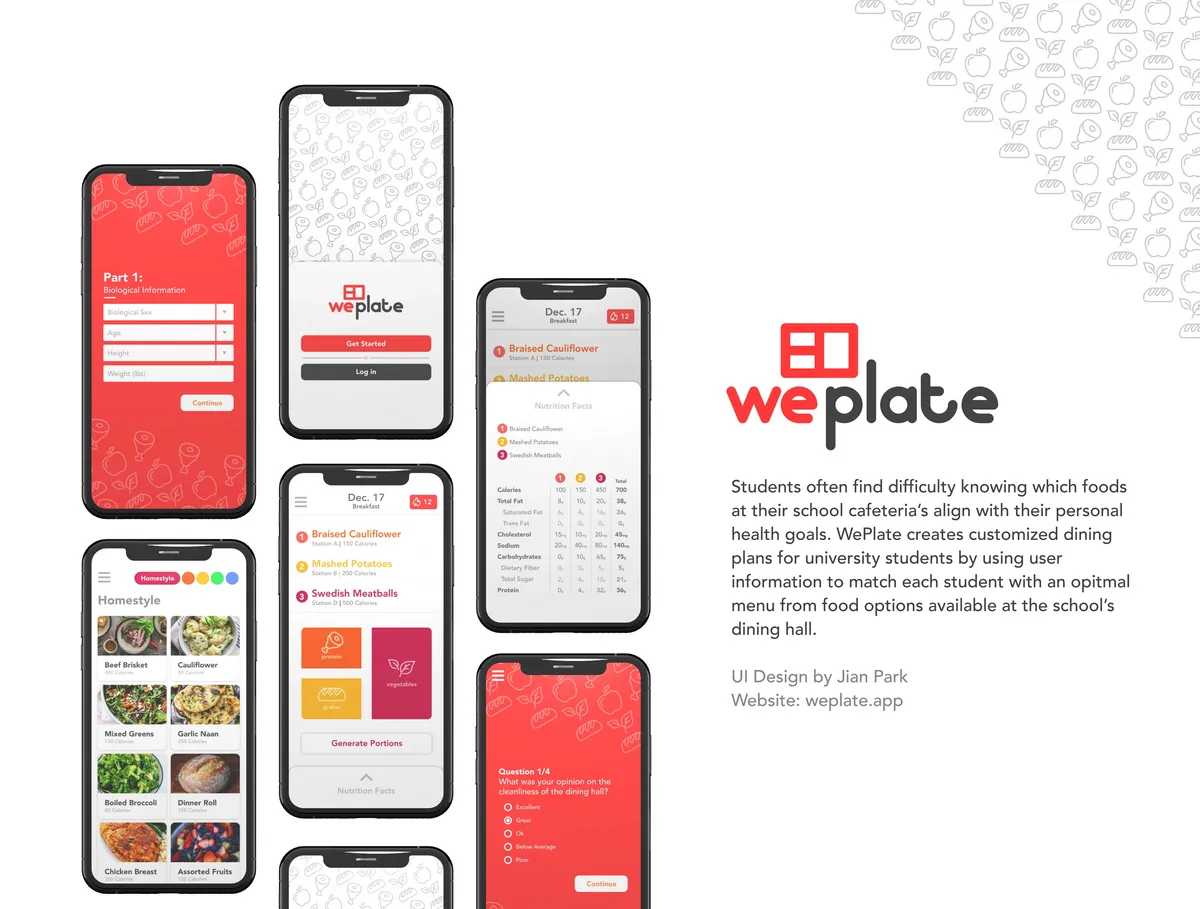 Part 1:
Biological Information
Biological Sex
Age
Height
Weight (lbs)
Continue
weplate
Get Started
or
Log in
Dec. 17
Breakfast
12
1 Braised Cauliflower
Station A | 150 Calories
2 Mashed Potatoes
Nutrition Facts
1 Braised Cauliflower
2 Mashed Potatoes
3 Swedish Meatballs
1 2 3 Total
Calories 100 150 450 700
Total Fat 8g 10g 20g 38g
Saturated Fat 6g 4g 16g 26g
Trans Fat 0g 0g 0g 0g
Cholesterol 15mg 10mg 20mg 45mg
Sodium 20mg 40mg 80mg 140mg
Carbohydrates 0g 10g 65g 75g
Dietary Fiber 0g 0g 5g 5g
Total Sugar 2g 4g 15g 21g
Protein 0g 4g 32g 36g
Dec. 17
Breakfast
12
1 Braised Cauliflower
Station A | 150 Calories
2 Mashed Potatoes
Station B | 200 Calories
3 Swedish Meatballs
Station D | 500 Calories
protein
grains
vegetables
Generate Portions
Nutrition Facts
Homestyle
Homestyle
Beef Brisket
400 Calories
Cauliflower
50 Calories
Mixed Greens
120 Calories
Garlic Naan
250 Calories
Boiled Broccoli
60 Calories
Dinner Roll
Calories
Chicken Breast
Calories
Assorted Fruits
120 Calories
Question 1/4
What was your opinion on the
cleanliness of the dining hall?
Excellent
Great
Ok
Below Average
Poor
Continue
weplate
Students often find difficulty knowing which foods
at their school cafeteria's align with their personal
health goals. WePlate creates customized dining
plans for university students by using user
information to match each student with an opitmal
menu from food options available at the school's
dining hall.
UI Design by Jian Park
Website: weplate.app